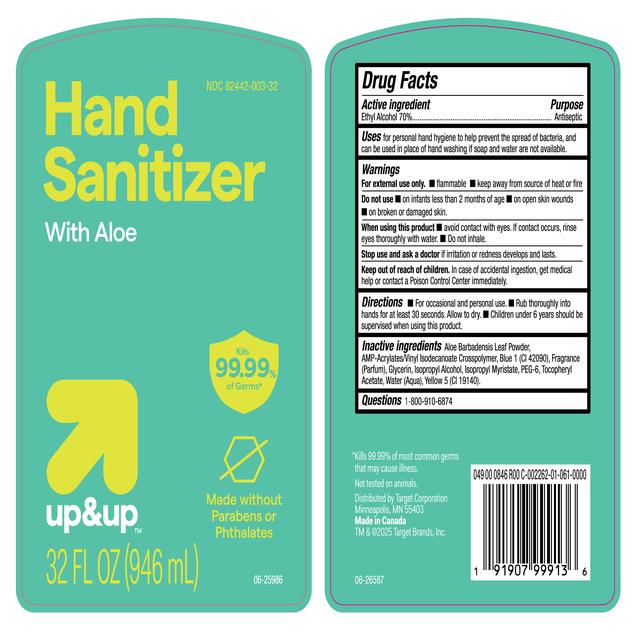 NDC 82442-003-32
Hand
Sanitizer
With Aloe
Kills
99.99%
of Germs*
Made without
Parabens or
Phthalates
up&up™
32 FL OZ (946 mL)
06-25986
Drug Facts
Active ingredient Purpose
Ethyl Alcohol 70%............................................................ Antiseptic
Uses for personal hand hygiene to help prevent the spread of bacteria, and
can be used in place of hand washing if soap and water are not available.
Warnings
For external use only. ■ flammable ■ keep away from source of heat or fire
Do not use ■ on infants less than 2 months of age ■ on open skin wounds
■ on broken or damaged skin.
When using this product ■ avoid contact with eyes. If contact occurs, rinse
eyes thoroughly with water. ■ Do not inhale.
Stop use and ask a doctor if irritation or redness develops and lasts.
Keep out of reach of children. In case of accidental ingestion, get medical
help or contact a Poison Control Center immediately.
Directions ■ For occasional and personal use. ■ Rub thoroughly into
hands for at least 30 seconds. Allow to dry. ■ Children under 6 years should be
supervised when using this product.
Inactive ingredients Aloe Barbadensis Leaf Powder,
AMP-Acrylates/Vinyl Isodecanoate Crosspolymer, Blue 1 (CI 42090), Fragrance
(Parfum), Glycerin, Isopropyl Alcohol, Isopropyl Myristate, PEG-6, Tocopheryl
Acetate, Water (Aqua), Yellow 5 (CI 19140).
Questions 1-800-910-6874
*Kills 99.99% of most common germs
that may cause illness.
Not tested on animals.
Distributed by Target Corporation
Minneapolis, MN 55403
Made in Canada
TM & ©2025 Target Brands, Inc.
06-26587
049 00 0846 R00 C-002262-01-061-0000
1 91907 99913 6